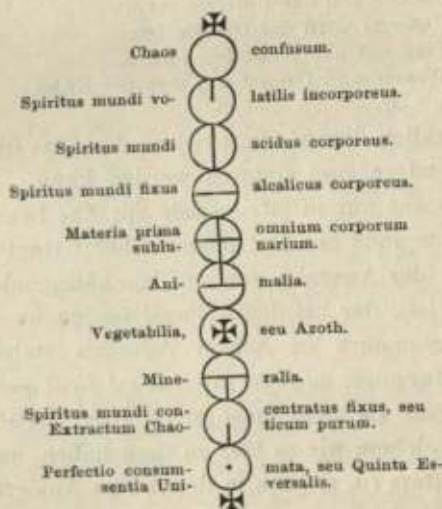 Chaos confusum.
Spiritus mundi vo- latilis incorporeus.
Spiritus mundi acidus corporeus.
Spiritus mundi fixus alcalicus corporeus.
Materia prima omnium corporum
sublu- narium.
Ani- malia.
Vegetabilia, seu Azoth.
Mine- ralia.
Spiritus mundi con- centratus fixus, seu
Extractum Chao- ticum purum.
Perfectio consum- mata, seu Quinta Es-
sentia Uni- versalis.